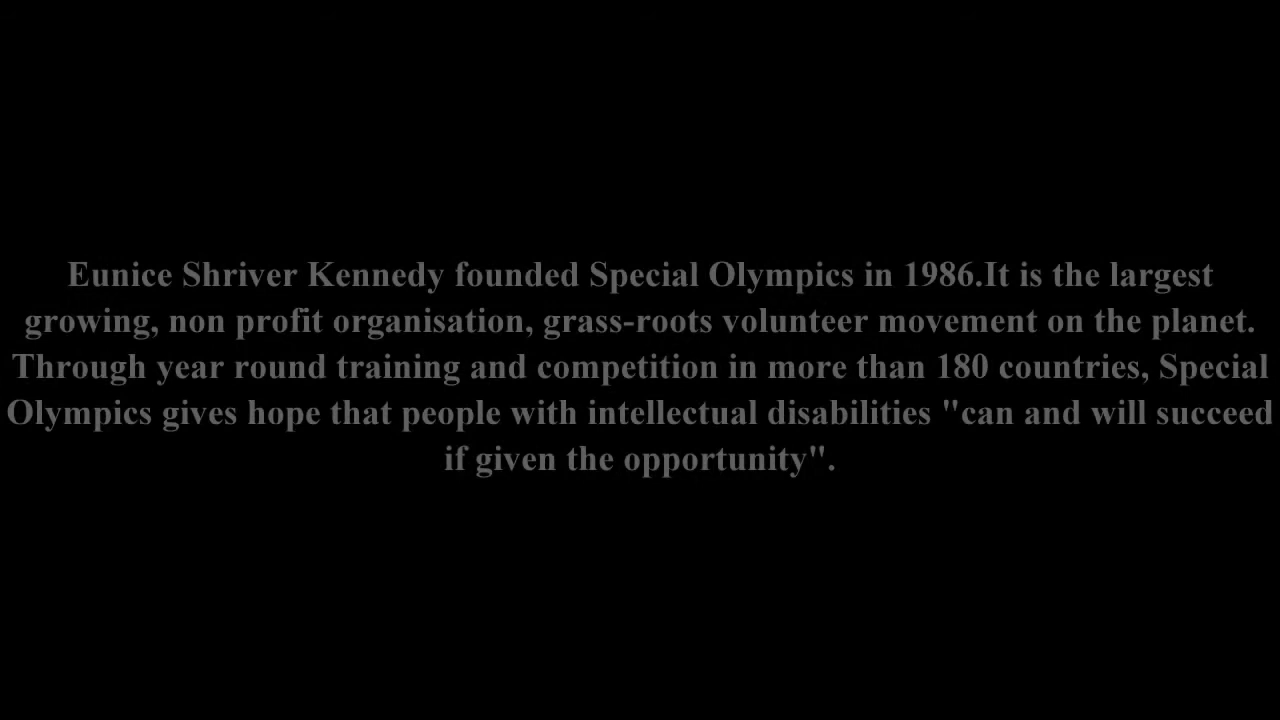 Eunice Shriver Kennedy founded Special Olympics in 1986.It is the largest
growing, non profit organisation, grass-roots volunteer movement on the planet.
Through year round training and competition in more than 180 countries, Special
Olympics gives hope that people with intellectual disabilities "can and will succeed
if given the opportunity".